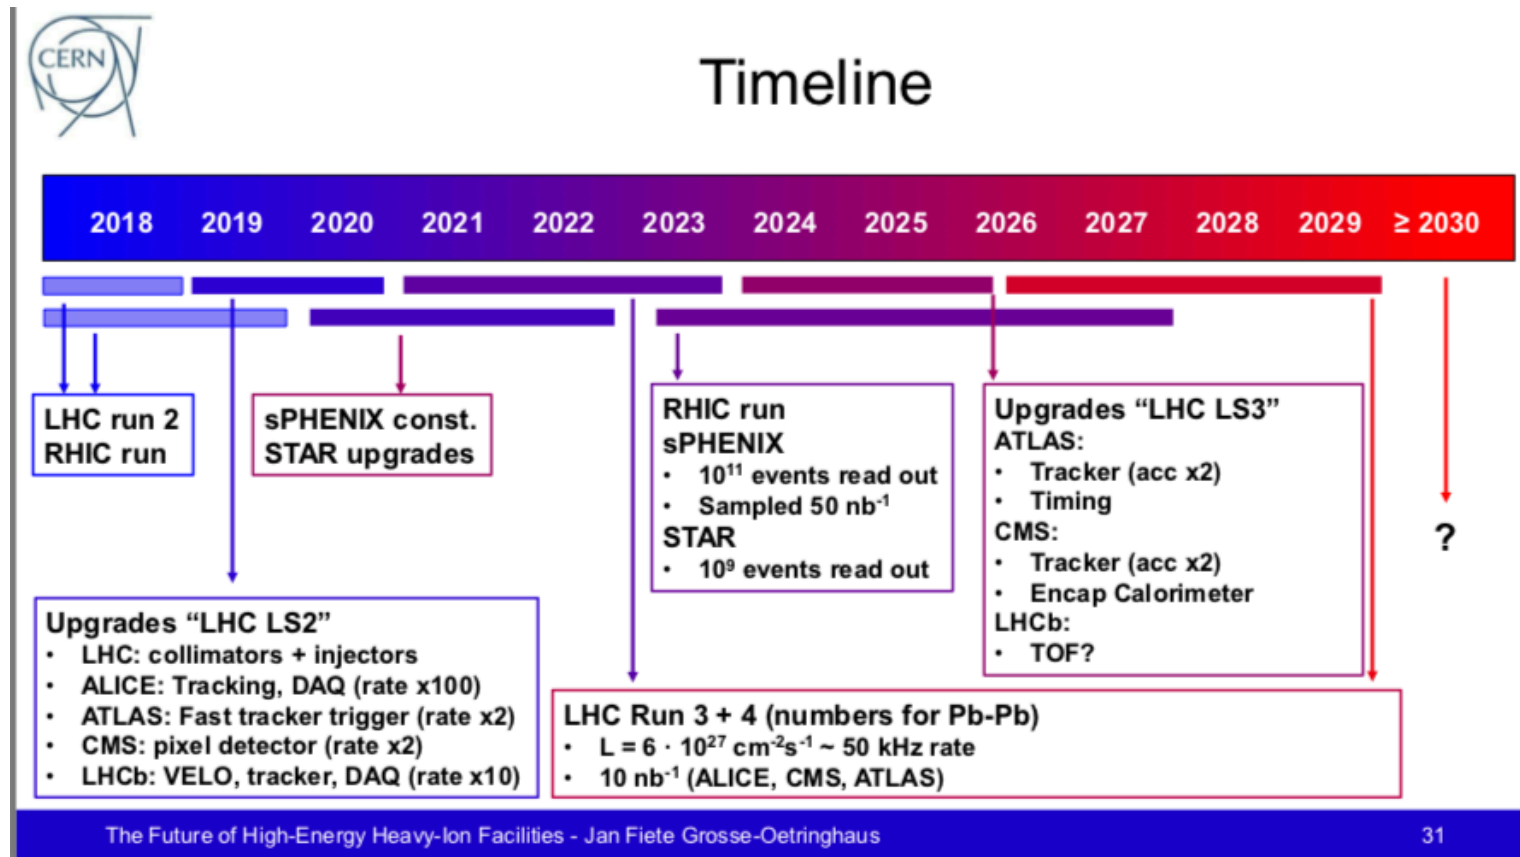 CERN
Timeline
2018 2019 2020 2021 2022 2023 2024 2025 2026 2027 2028 2029 ≥ 2030
LHC run 2
RHIC run
sPHENIX const.
STAR upgrades
RHIC run
sPHENIX
• 10¹¹ events read out
• Sampled 50 nb⁻¹
STAR
• 10⁹ events read out
Upgrades “LHC LS3”
ATLAS:
• Tracker (acc x2)
• Timing
CMS:
• Tracker (acc x2)
• Encap Calorimeter
LHCb:
• TOF?
?
Upgrades “LHC LS2”
• LHC: collimators + injectors
• ALICE: Tracking, DAQ (rate x100)
• ATLAS: Fast tracker trigger (rate x2)
• CMS: pixel detector (rate x2)
• LHCb: VELO, tracker, DAQ (rate x10)
LHC Run 3 + 4 (numbers for Pb-Pb)
• L = 6 · 10²⁷ cm⁻²s⁻¹ ~ 50 kHz rate
• 10 nb⁻¹ (ALICE, CMS, ATLAS)
The Future of High-Energy Heavy-Ion Facilities - Jan Fiete Grosse-Oetringhaus
31